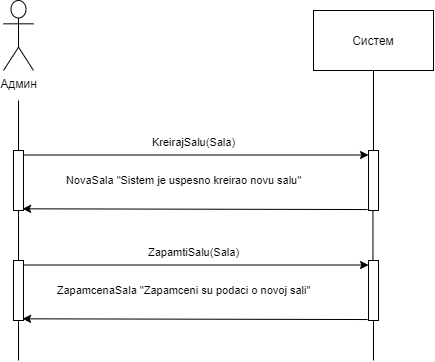 Систем
Админ
KreirajSalu(Sala)
NovaSala "Sistem je uspesno kreirao novu salu"
ZapamtiSalu(Sala)
ZapamcenaSala "Zapamceni su podaci o novoj sali"